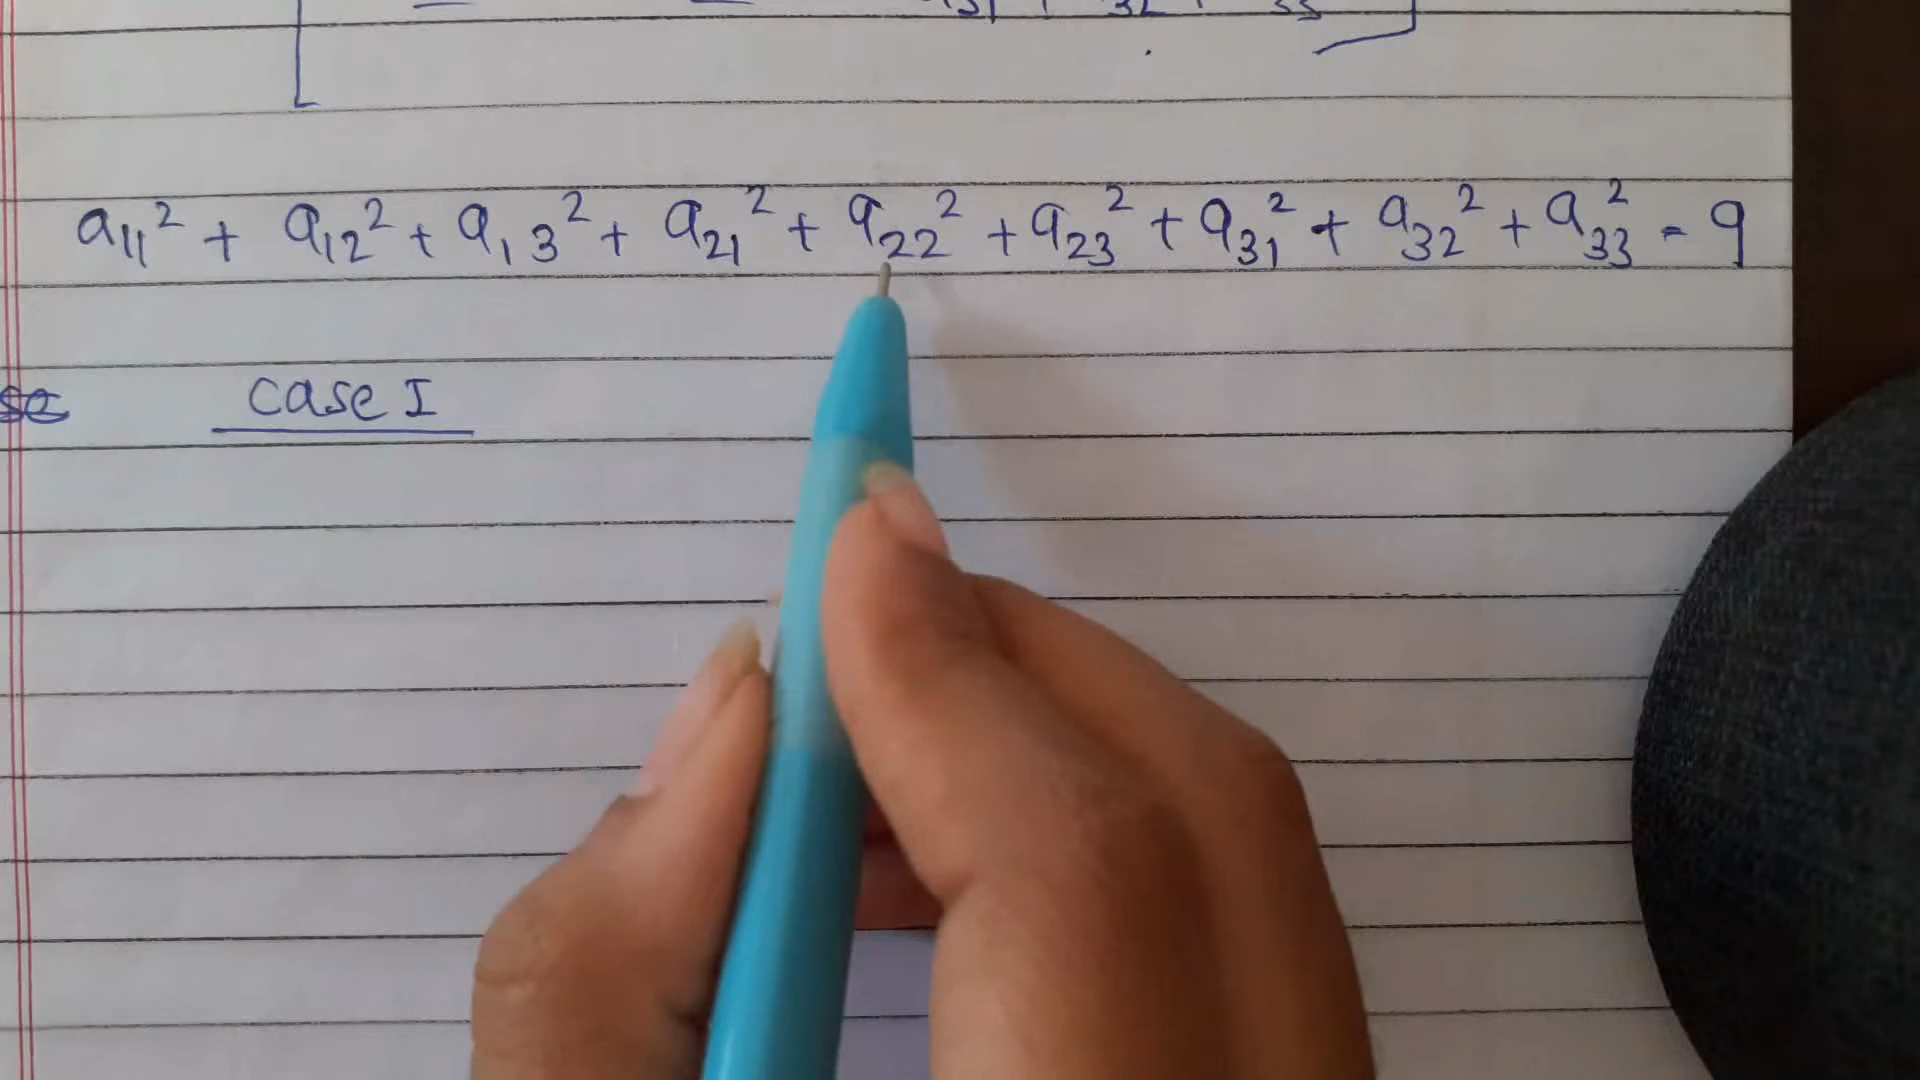 a₁₁² + a₁₂² + a₁₃² + a₂₁² + a₂₂² + a₂₃² + a₃₁² + a₃₂² + a₃₃² = 9
case I